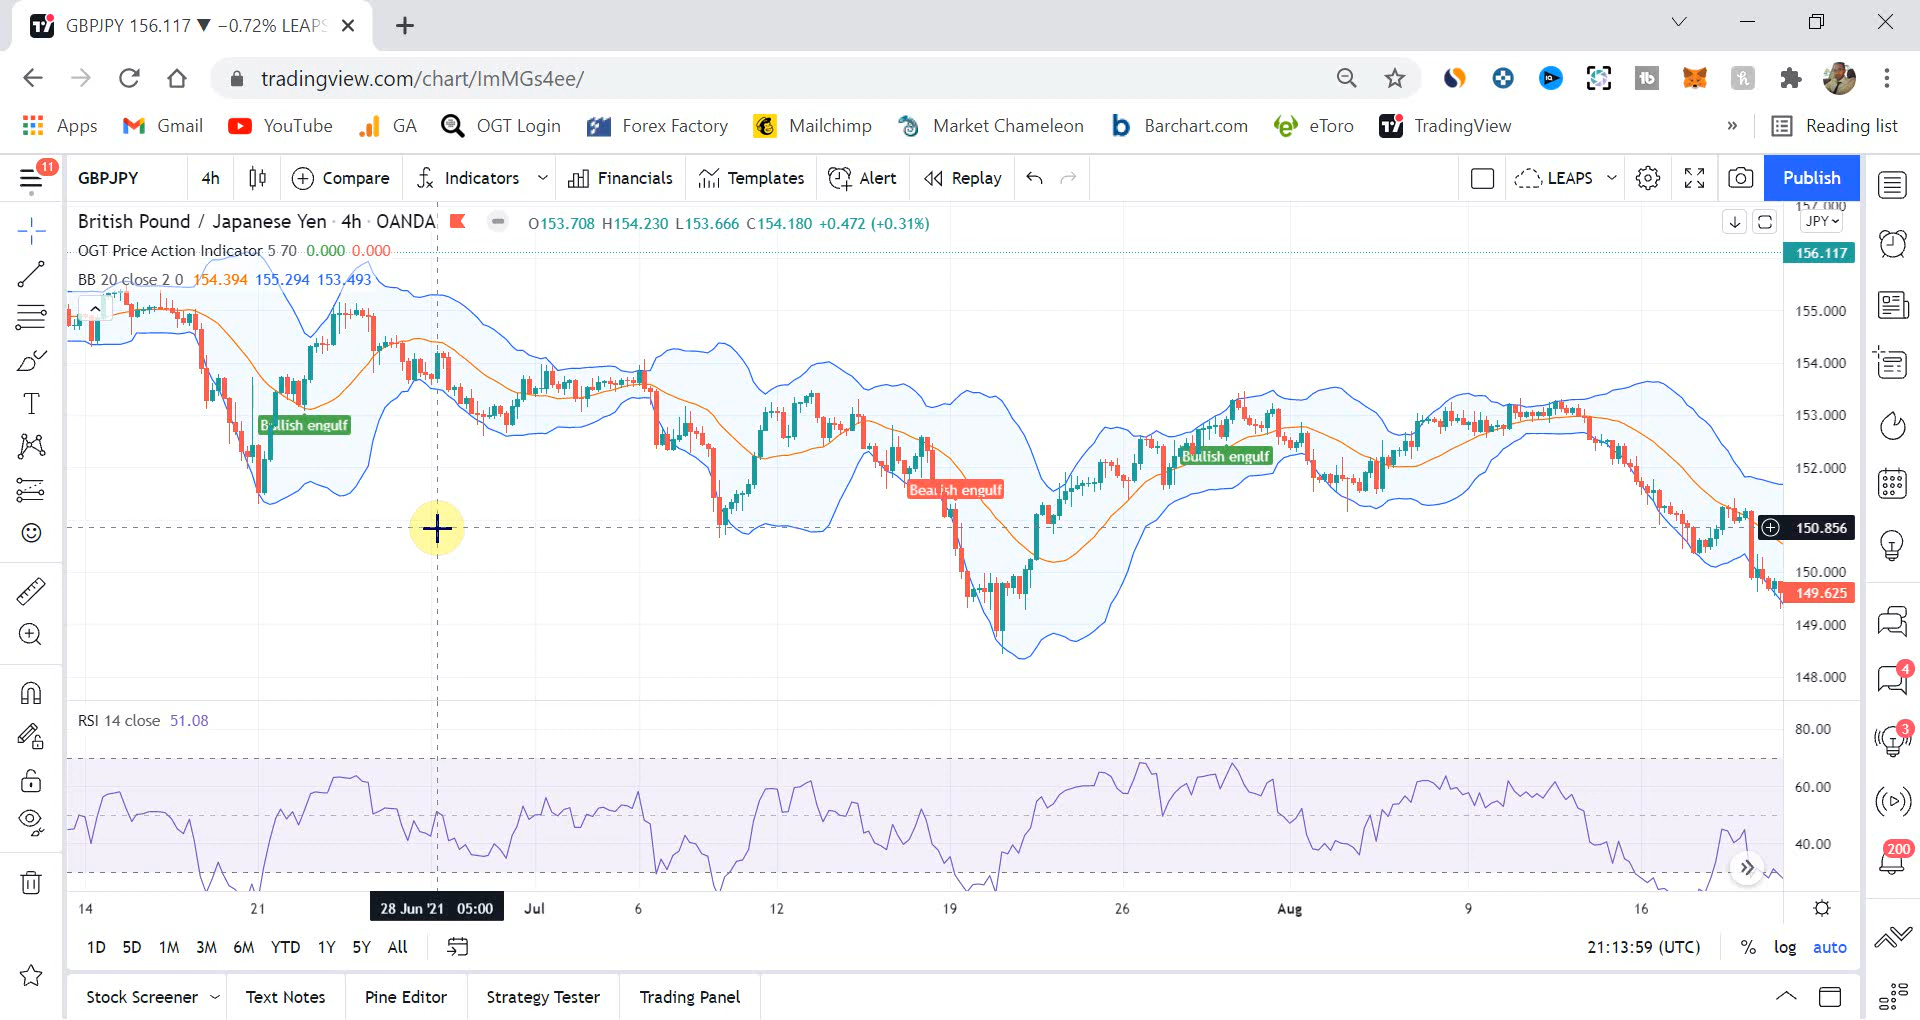 GBPJPY 156.117 ▼ −0.72% LEAPS
tradingview.com/chart/ImMGs4ee/
Apps Gmail YouTube GA OGT Login Forex Factory Mailchimp Market Chameleon Barchart.com eToro TradingView » Reading list
11
GBPJPY 4h Compare Indicators Financials Templates Alert Replay LEAPS Publish
British Pound / Japanese Yen · 4h · OANDA O153.708 H154.230 L153.666 C154.180 +0.472 (+0.31%)
OGT Price Action Indicator 5 70 0.000 0.000
BB 20 close 2 0 154.394 155.294 153.493
157.000
JPY
156.117
155.000
154.000
153.000
152.000
150.856
150.000
149.625
149.000
148.000
Bullish engulf
Bearish engulf
Bullish engulf
RSI 14 close 51.08
80.00
60.00
40.00
14 21 28 Jun '21 05:00 Jul 6 12 19 26 Aug 9 16
1D 5D 1M 3M 6M YTD 1Y 5Y All 21:13:59 (UTC) % log auto
Stock Screener Text Notes Pine Editor Strategy Tester Trading Panel
4
3
200